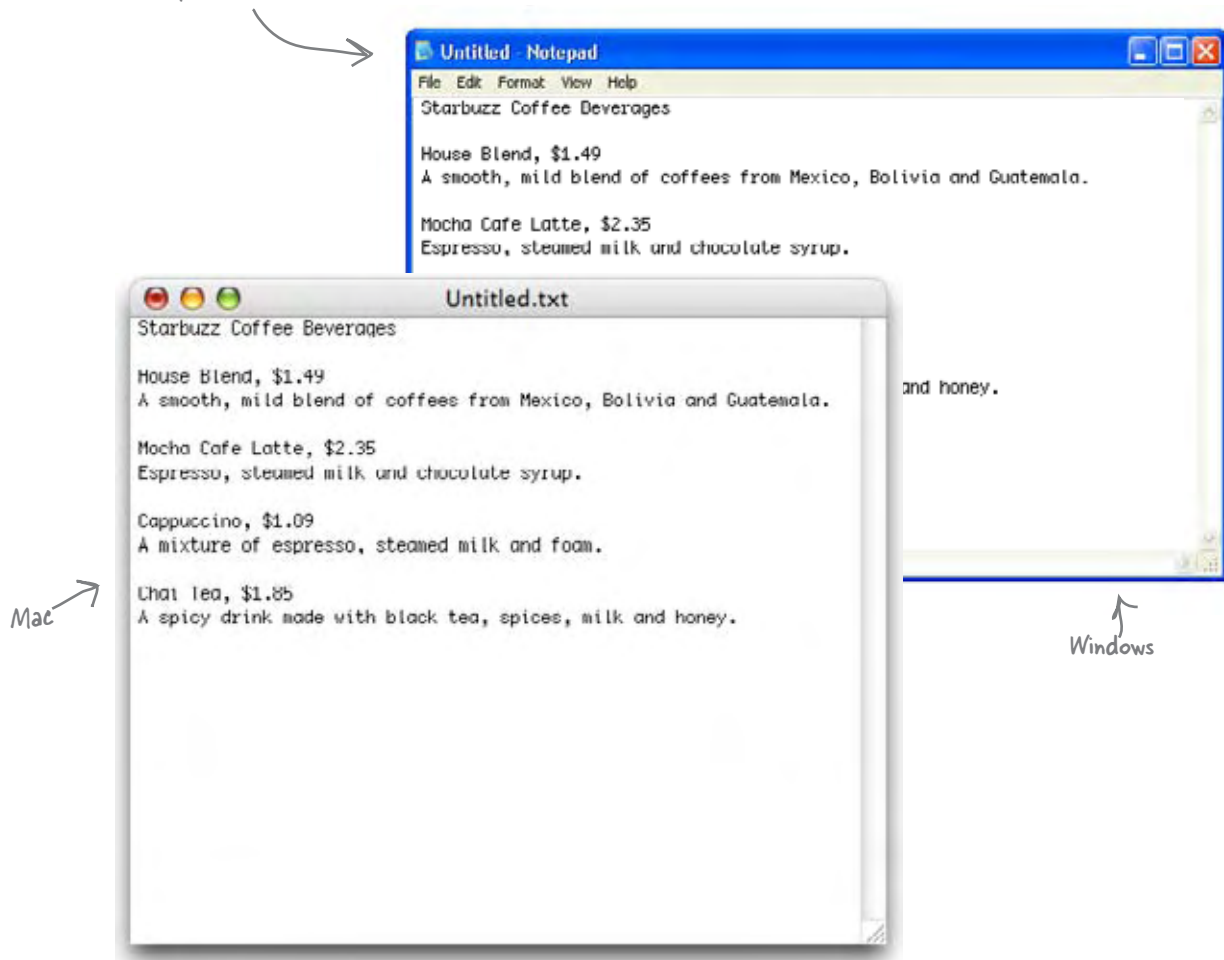 Untitled - Notepad
File Edit Format View Help
Starbuzz Coffee Beverages
House Blend, $1.49
A smooth, mild blend of coffees from Mexico, Bolivia and Guatemala.
Mocha Cafe Latte, $2.35
Espresso, steamed milk and chocolate syrup.
and honey.
Windows
Untitled.txt
Starbuzz Coffee Beverages
House Blend, $1.49
A smooth, mild blend of coffees from Mexico, Bolivia and Guatemala.
Mocha Cafe Latte, $2.35
Espresso, steamed milk and chocolate syrup.
Cappuccino, $1.09
A mixture of espresso, steamed milk and foam.
Chai Tea, $1.85
A spicy drink made with black tea, spices, milk and honey.
Mac